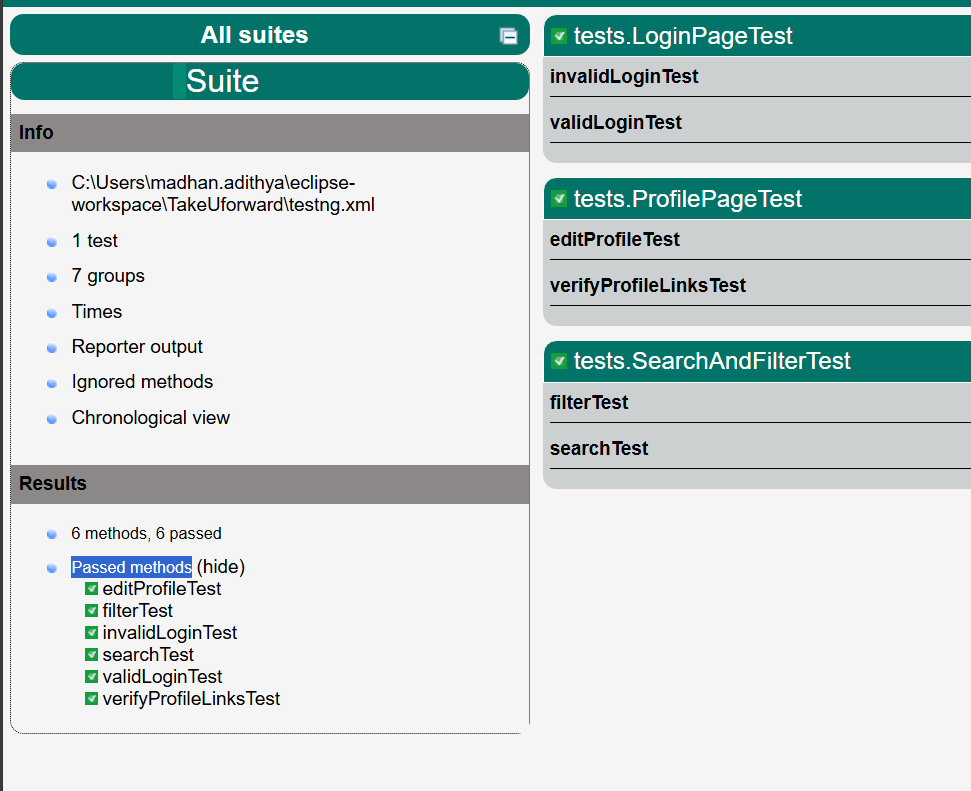 All suites
Suite
Info
C:\Users\madhan.adithya\eclipse-
workspace\TakeUforward\testng.xml
1 test
7 groups
Times
Reporter output
Ignored methods
Chronological view
Results
6 methods, 6 passed
Passed methods (hide)
editProfileTest
filterTest
invalidLoginTest
searchTest
validLoginTest
verifyProfileLinksTest
tests.LoginPageTest
invalidLoginTest
validLoginTest
tests.ProfilePageTest
editProfileTest
verifyProfileLinksTest
tests.SearchAndFilterTest
filterTest
searchTest